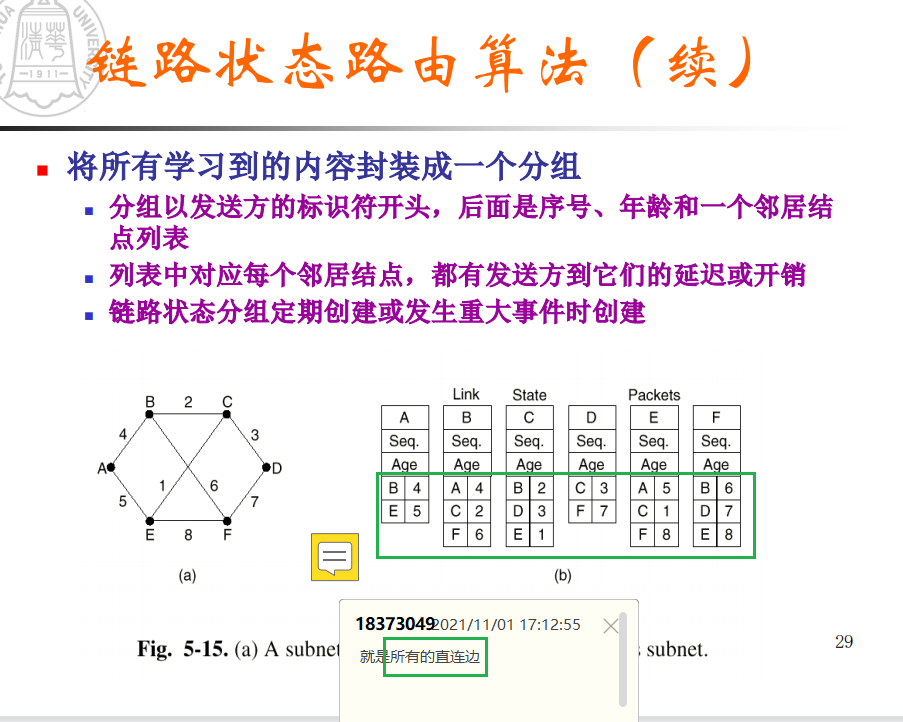 清華
UNIVERSITY
-1911-
链路状态路由算法（续）
将所有学习到的内容封装成一个分组
分组以发送方的标识符开头，后面是序号、年龄和一个邻居结
点列表
列表中对应每个邻居结点，都有发送方到它们的延迟或开销
链路状态分组定期创建或发生重大事件时创建
B 2 C
4 3
A D
1 6
5 7
E 8 F
(a)
Link State Packets
A B C D E F
Seq. Seq. Seq. Seq. Seq. Seq.
Age Age Age Age Age Age
B 4 A 4 B 2 C 3 A 5 B 6
E 5 C 2 D 3 F 7 C 1 D 7
F 6 E 1 F 8 E 8
(b)
18373049 2021/11/01 17:12:55
就是所有的直连边
Fig. 5-15. (a) A subnet
subnet.
29